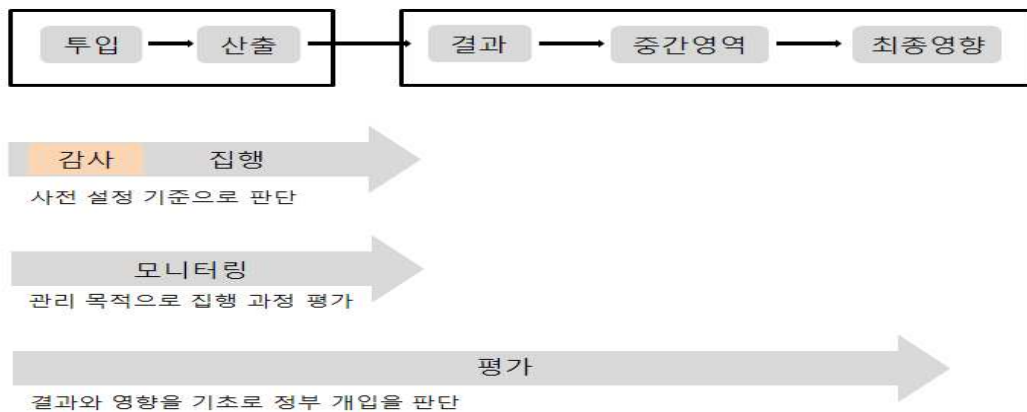 투입 산출 결과 중간영역 최종영향
감사 집행
사전 설정 기준으로 판단
모니터링
관리 목적으로 집행 과정 평가
평가
결과와 영향을 기초로 정부 개입을 판단